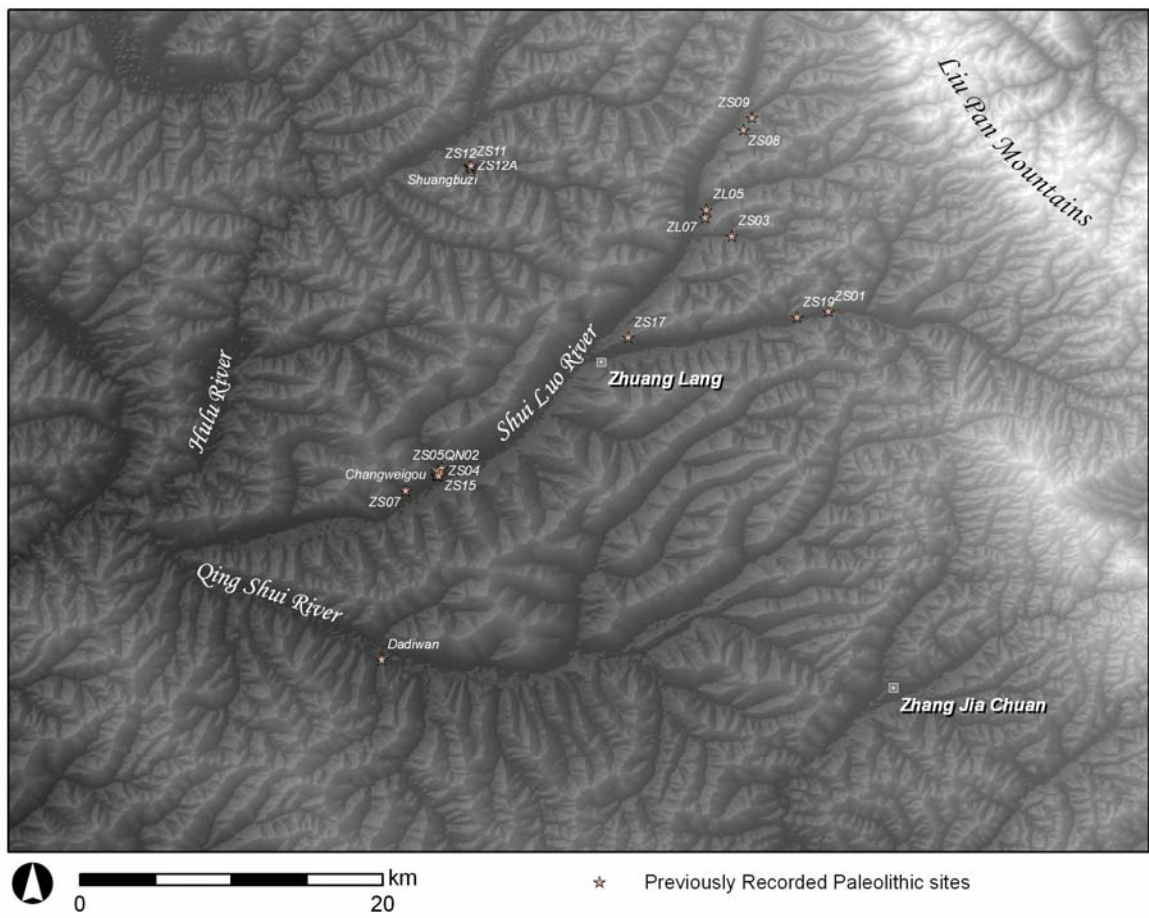 Liu Pan Mountains
ZS09
ZS08
ZS12 ZS11
ZS12A
Shuangbuzi
ZL05
ZL07 ZS03
ZS19 ZS01
ZS17
Zhuang Lang
Shui Luo River
Hulu River
ZS05QN02
Changweigou ZS04
ZS15
ZS07
Qing Shui River
Dadiwan
Zhang Jia Chuan
km
0 20
Previously Recorded Paleolithic sites